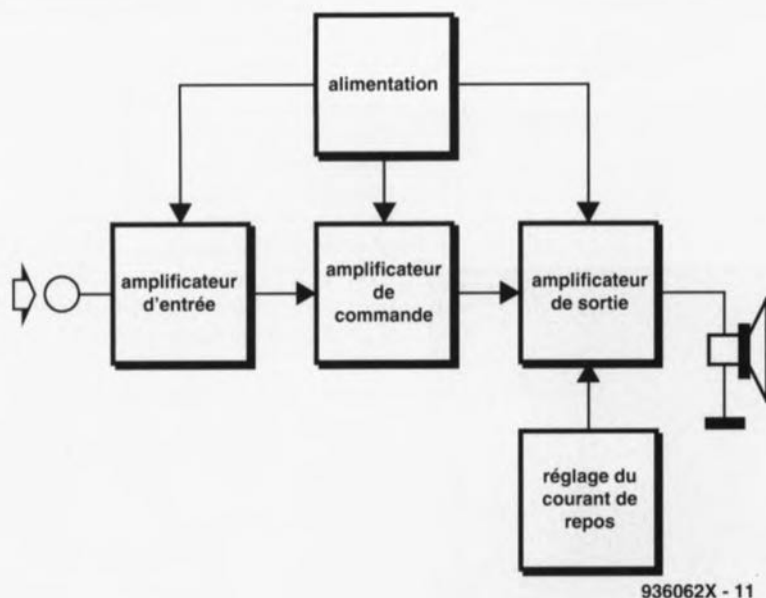 alimentation
amplificateur
d'entrée
amplificateur
de
commande
amplificateur
de sortie
réglage du
courant de
repos
936062X - 11